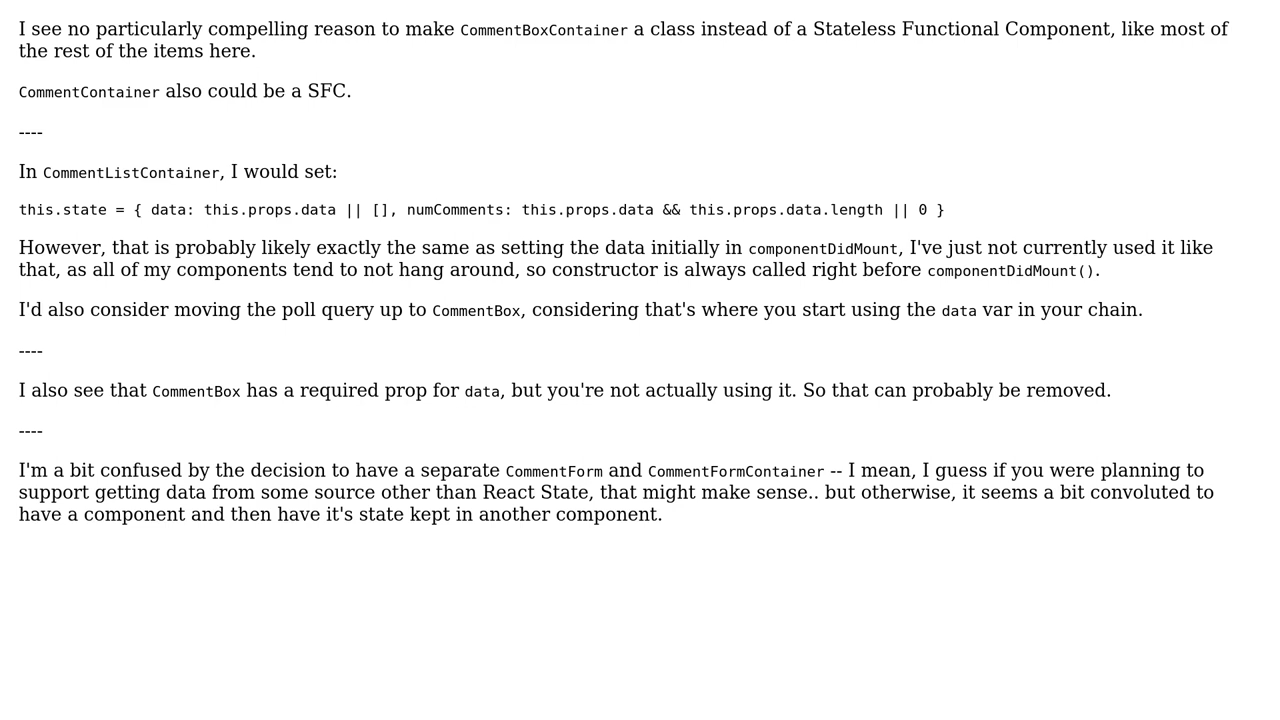 I see no particularly compelling reason to make CommentBoxContainer a class instead of a Stateless Functional Component, like most of
the rest of the items here.
CommentContainer also could be a SFC.
----
In CommentListContainer, I would set:
this.state = { data: this.props.data || [], numComments: this.props.data && this.props.data.length || 0 }
However, that is probably likely exactly the same as setting the data initially in componentDidMount, I've just not currently used it like
that, as all of my components tend to not hang around, so constructor is always called right before componentDidMount().
I'd also consider moving the poll query up to CommentBox, considering that's where you start using the data var in your chain.
----
I also see that CommentBox has a required prop for data, but you're not actually using it. So that can probably be removed.
----
I'm a bit confused by the decision to have a separate CommentForm and CommentFormContainer -- I mean, I guess if you were planning to
support getting data from some source other than React State, that might make sense.. but otherwise, it seems a bit convoluted to
have a component and then have it's state kept in another component.